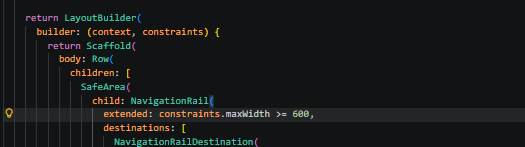 return LayoutBuilder(
builder: (context, constraints) {
return Scaffold(
body: Row(
children: [
SafeArea(
child: NavigationRail(
extended: constraints.maxWidth >= 600,
destinations: [
NavigationRailDestination(